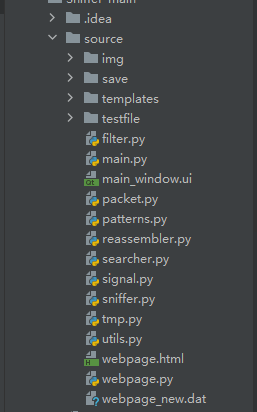 Sniffer-main
.idea
source
img
save
templates
testfile
filter.py
main.py
main_window.ui
packet.py
patterns.py
reassembler.py
searcher.py
signal.py
sniffer.py
tmp.py
utils.py
webpage.html
webpage.py
webpage_new.dat